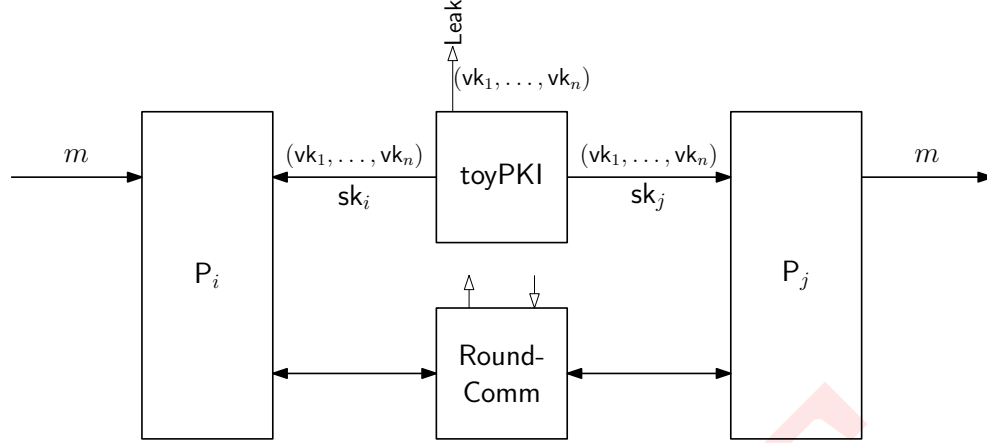 Leak
(vk₁, . . . , vkₙ)
m
(vk₁, . . . , vkₙ)
toyPKI
(vk₁, . . . , vkₙ)
m
skᵢ
skⱼ
Pᵢ
Pⱼ
Round-
Comm